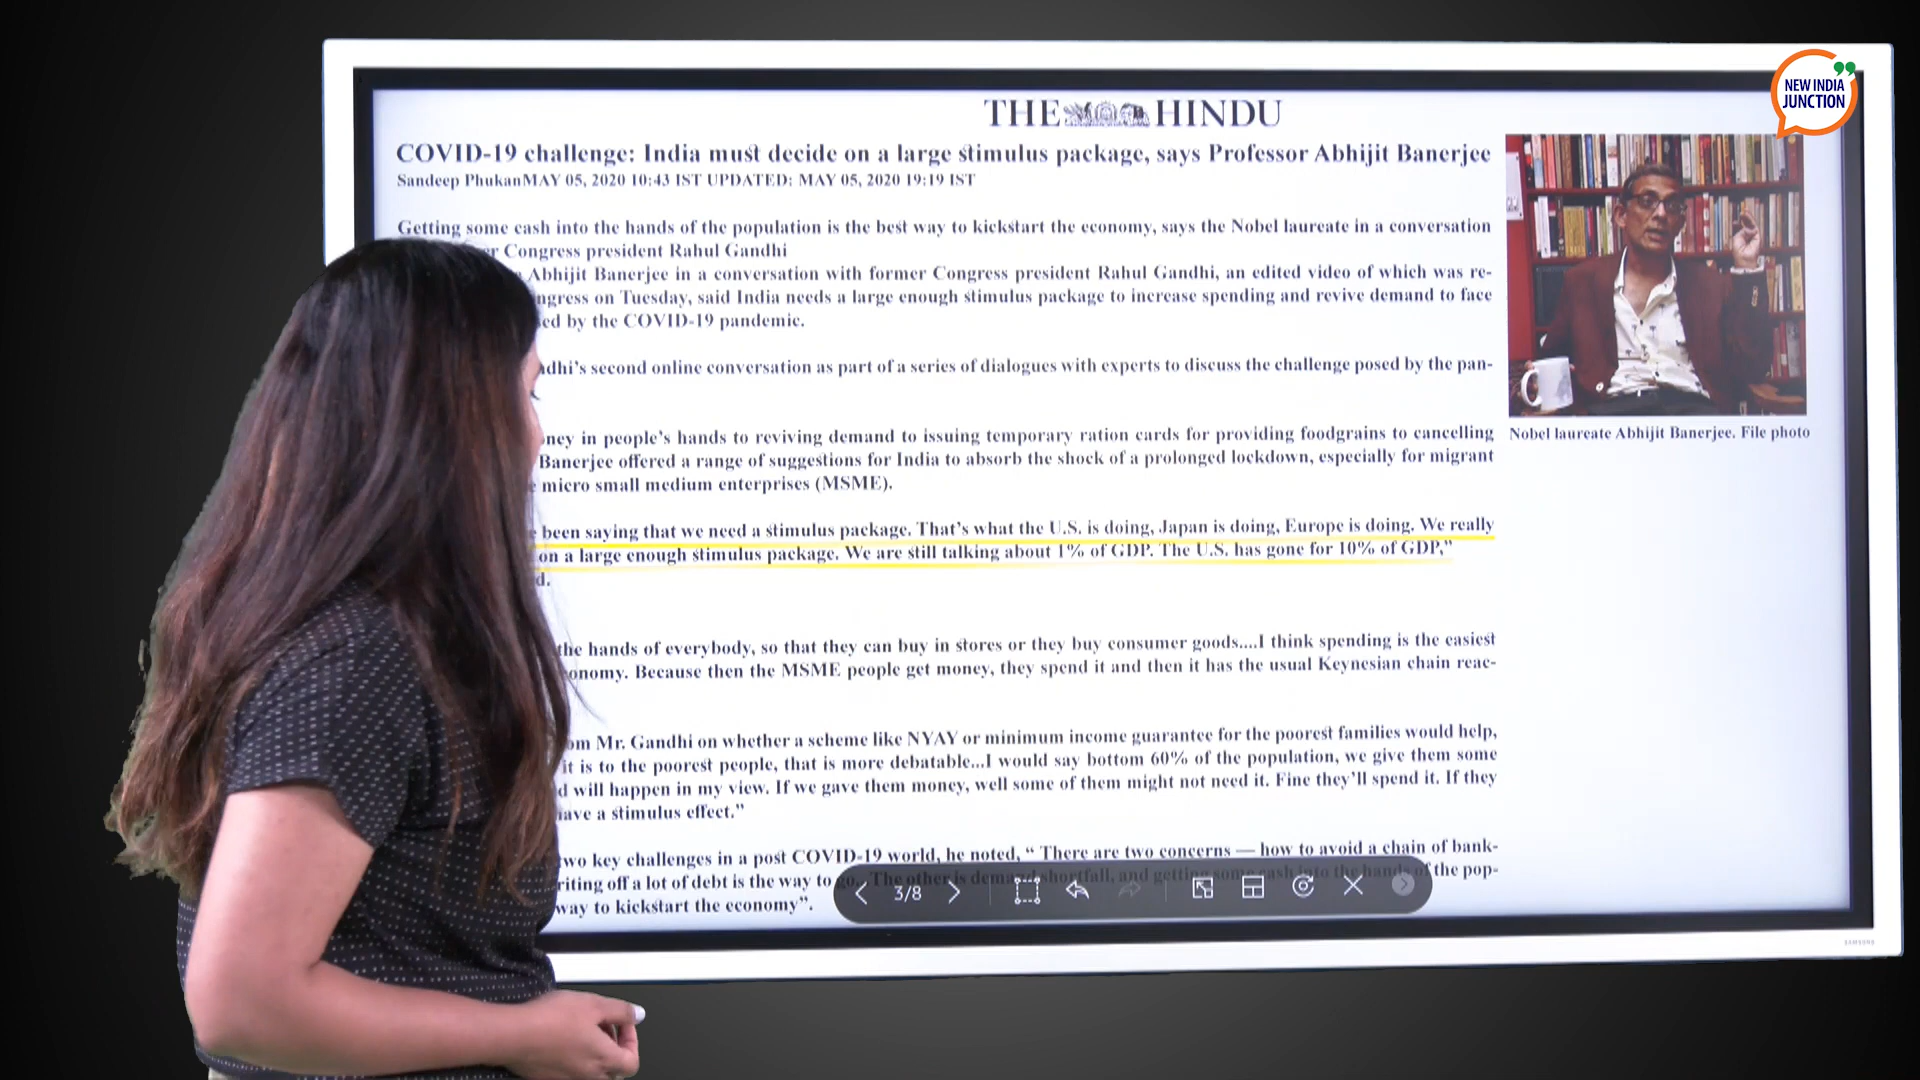 NEW INDIA
JUNCTION
THE HINDU
COVID-19 challenge: India must decide on a large stimulus package, says Professor Abhijit Banerjee
Sandeep PhukanMAY 05, 2020 10:43 IST UPDATED: MAY 05, 2020 19:19 IST
Getting some cash into the hands of the population is the best way to kickstart the economy, says the Nobel laureate in a conversation
Congress president Rahul Gandhi
Abhijit Banerjee in a conversation with former Congress president Rahul Gandhi, an edited video of which was re-
ngress on Tuesday, said India needs a large enough stimulus package to increase spending and revive demand to face
ed by the COVID-19 pandemic.
dhi's second online conversation as part of a series of dialogues with experts to discuss the challenge posed by the pan-
ney in people's hands to reviving demand to issuing temporary ration cards for providing foodgrains to cancelling
Banerjee offered a range of suggestions for India to absorb the shock of a prolonged lockdown, especially for migrant
micro small medium enterprises (MSME).
been saying that we need a stimulus package. That's what the U.S. is doing, Japan is doing, Europe is doing. We really
on a large enough stimulus package. We are still talking about 1% of GDP. The U.S. has gone for 10% of GDP,"
d.
the hands of everybody, so that they can buy in stores or they buy consumer goods....I think spending is the easiest
onomy. Because then the MSME people get money, they spend it and then it has the usual Keynesian chain reac-
om Mr. Gandhi on whether a scheme like NYAY or minimum income guarantee for the poorest families would help,
it is to the poorest people, that is more debatable...I would say bottom 60% of the population, we give them some
d will happen in my view. If we gave them money, well some of them might not need it. Fine they'll spend it. If they
ave a stimulus effect."
wo key challenges in a post COVID-19 world, he noted, " There are two concerns — how to avoid a chain of bank-
riting off a lot of debt is the way to go. The other is demand shortfall, and getting some cash into the hands of the pop-
way to kickstart the economy".
Nobel laureate Abhijit Banerjee. File photo
3/8
SAMSUNG